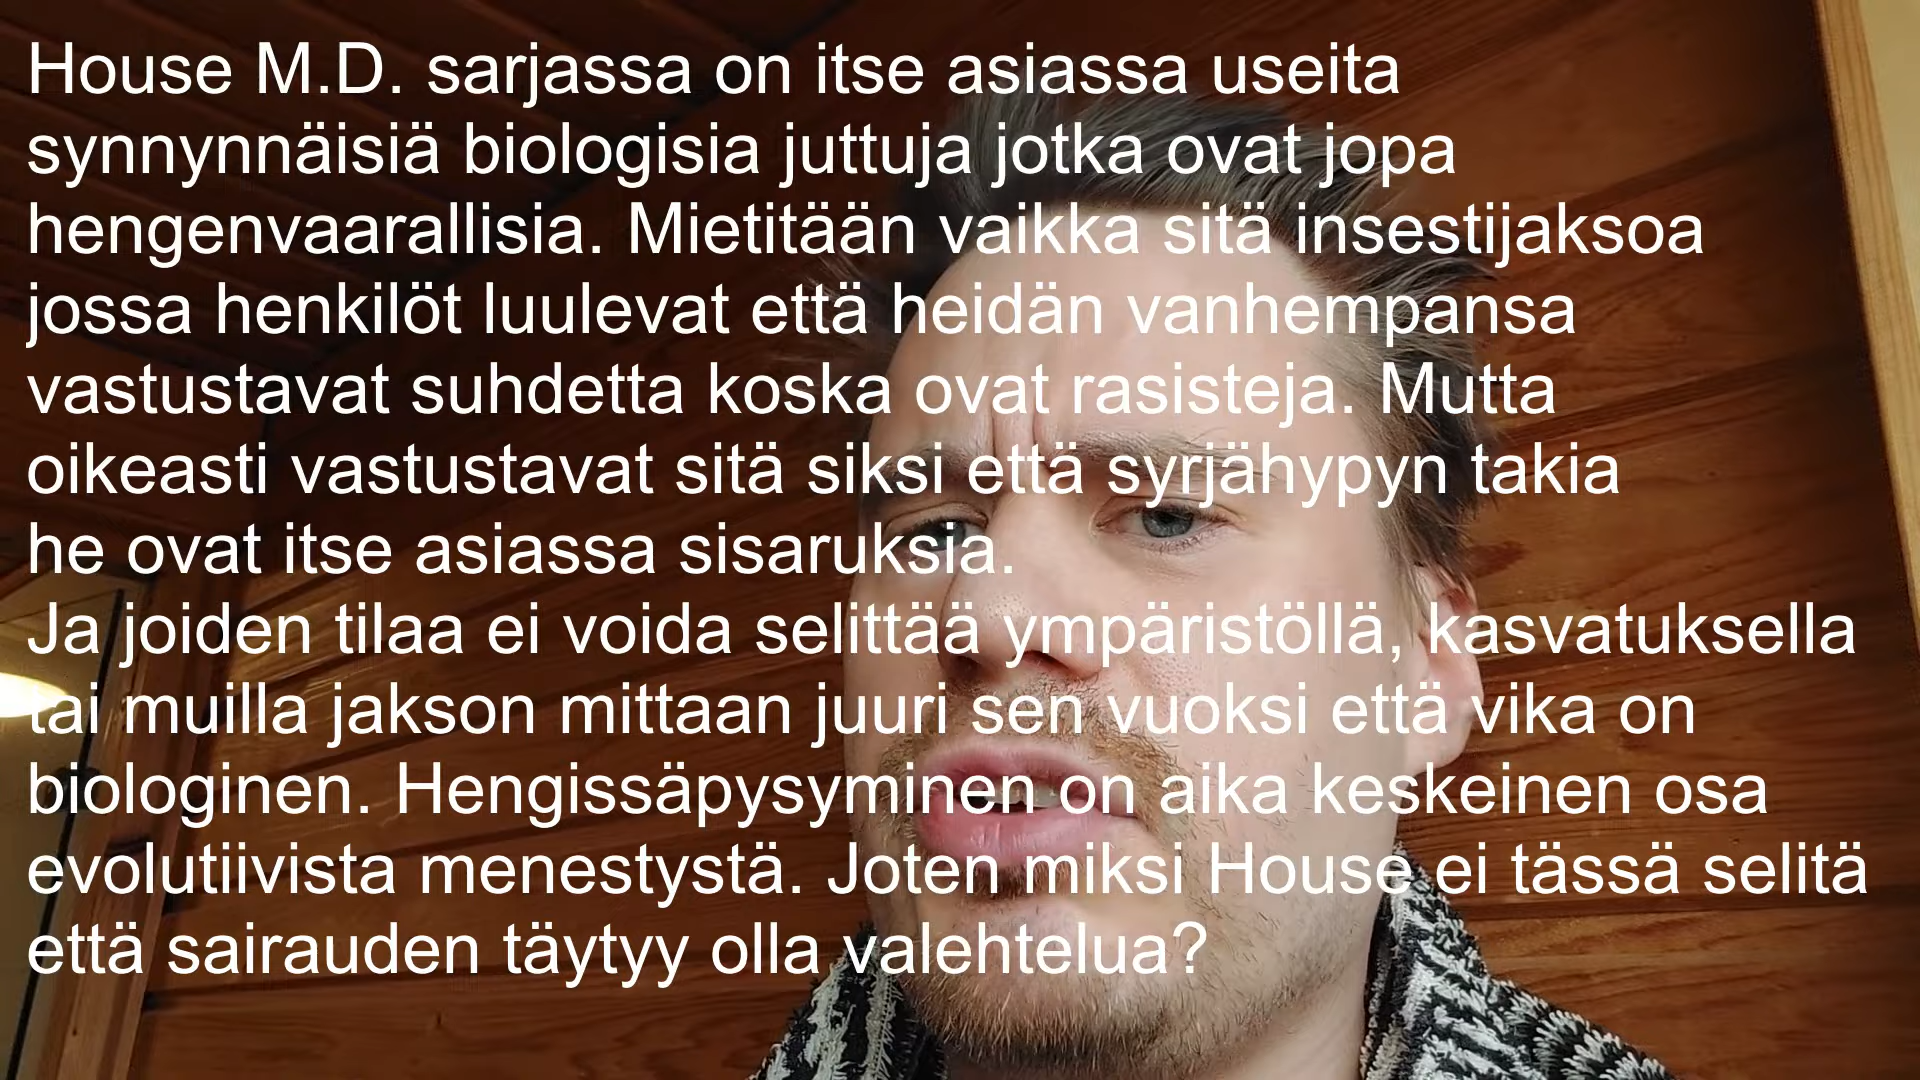 House M.D. sarjassa on itse asiassa useita
synnynnäisiä biologisia juttuja jotka ovat jopa
hengenvaarallisia. Mietitään vaikka sitä insestijaksoa
jossa henkilöt luulevat että heidän vanhempansa
vastustavat suhdetta koska ovat rasisteja. Mutta
oikeasti vastustavat sitä siksi että syrjähypyn takia
he ovat itse asiassa sisaruksia.
Ja joiden tilaa ei voida selittää ympäristöllä, kasvatuksella
tai muilla jakson mittaan juuri sen vuoksi että vika on
biologinen. Hengissäpysyminen on aika keskeinen osa
evolutiivista menestystä. Joten miksi House ei tässä selitä
että sairauden täytyy olla valehtelua?